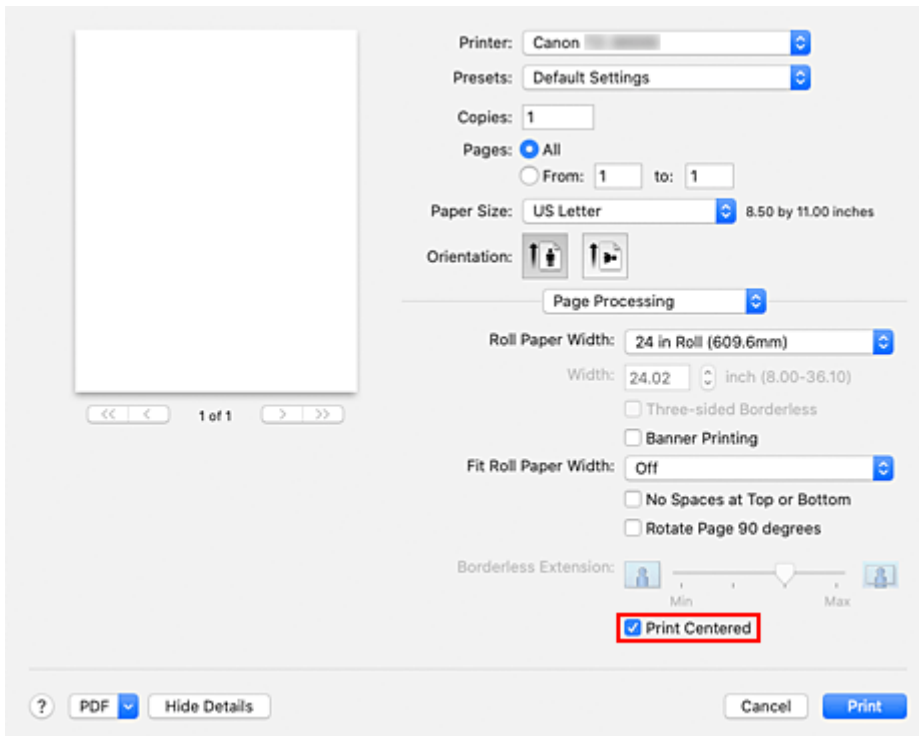 Printer: Canon
Presets: Default Settings
Copies: 1
Pages: All
From: 1 to: 1
Paper Size: US Letter 8.50 by 11.00 inches
Orientation:
Page Processing
Roll Paper Width: 24 in Roll (609.6mm)
Width: 24.02 inch (8.00-36.10)
Three-sided Borderless
<< < 1 of 1 > >>
Banner Printing
Fit Roll Paper Width: Off
No Spaces at Top or Bottom
Rotate Page 90 degrees
Borderless Extension:
Min Max
Print Centered
? PDF Hide Details Cancel Print